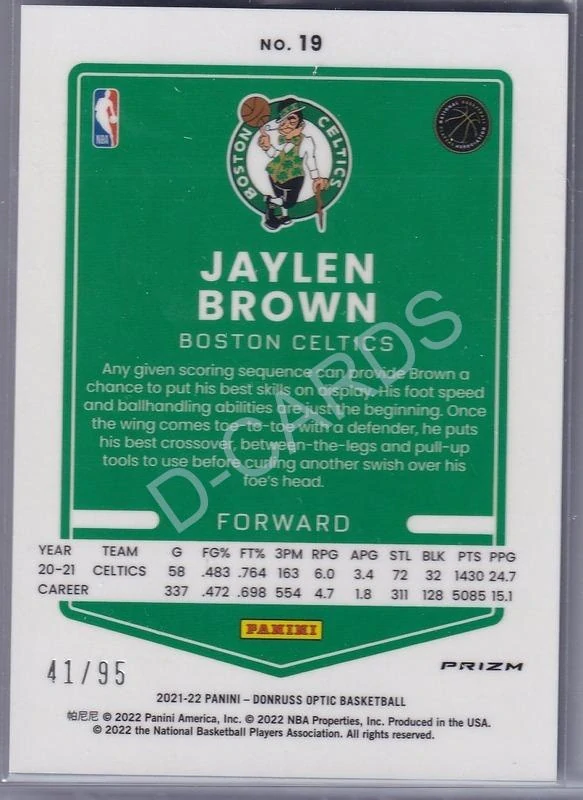 NO. 19
NBA
BOSTON CELTICS
NATIONAL BASKETBALL ASSOCIATION
JAYLEN
BROWN
BOSTON CELTICS
Any given scoring sequence can provide Brown a
chance to put his best skills on display. His foot speed
and ballhandling abilities are just the beginning. Once
the wing comes toe-to-toe with a defender, he puts
his best crossover, between-the-legs and pull-up
tools to use before curling another swish over his
foe's head.
D-CARDS
FORWARD
YEAR TEAM G FG% FT% 3PM RPG APG STL BLK PTS PPG
20-21 CELTICS 58 .483 .764 163 6.0 3.4 72 32 1430 24.7
CAREER 337 .472 .698 554 4.7 1.8 311 128 5085 15.1
PANINI
41/95
PRIZM
2021-22 PANINI – DONRUSS OPTIC BASKETBALL
帕尼尼 © 2022 Panini America, Inc. © 2022 NBA Properties, Inc. Produced in the USA.
© 2022 the National Basketball Players Association. All rights reserved.